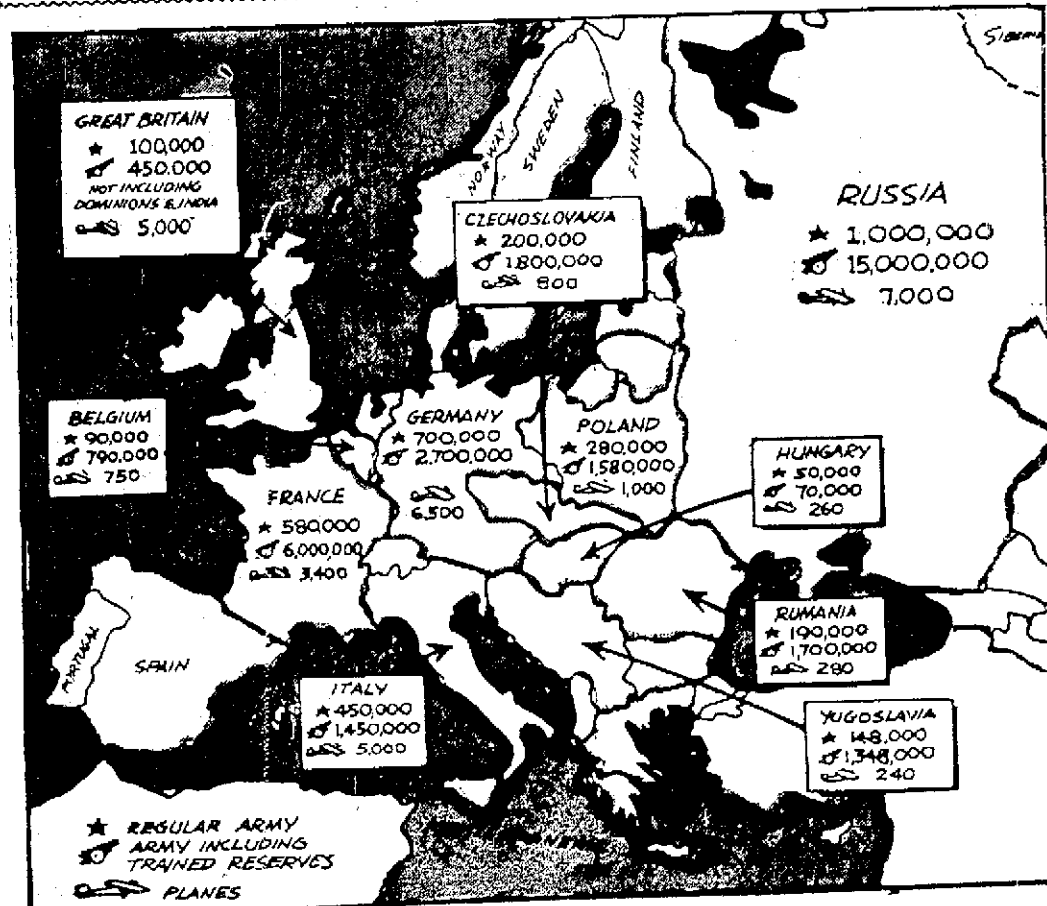 SIBERIA
GREAT BRITAIN
100,000
450,000
NOT INCLUDING
DOMINIONS & INDIA
5,000
NORWAY
SWEDEN
FINLAND
RUSSIA
1,000,000
15,000,000
7,000
CZECHOSLOVAKIA
200,000
1,800,000
800
BELGIUM
90,000
790,000
750
GERMANY
700,000
2,700,000
6,500
POLAND
280,000
1,580,000
1,000
HUNGARY
50,000
70,000
260
FRANCE
580,000
6,000,000
3,400
RUMANIA
190,000
1,700,000
280
PORTUGAL
SPAIN
ITALY
450,000
1,450,000
5,000
YUGOSLAVIA
148,000
1,348,000
240
REGULAR ARMY
ARMY INCLUDING
TRAINED RESERVES
PLANES